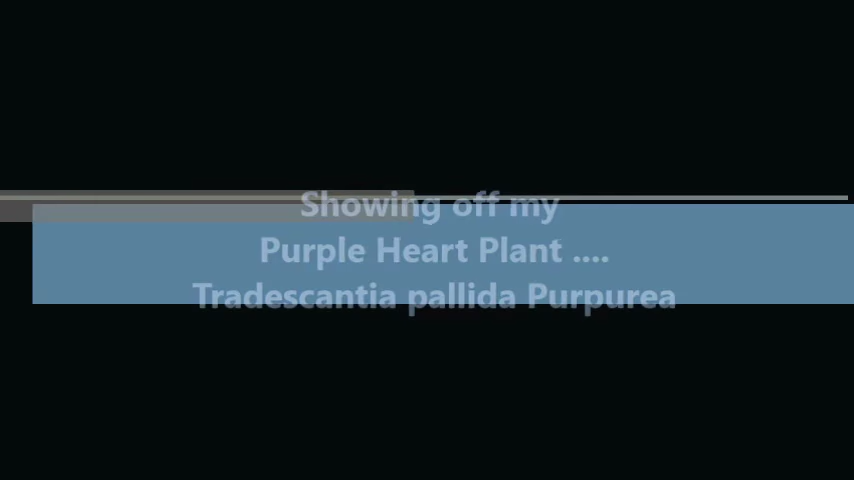 Showing off my
Purple Heart Plant ....
Tradescantia pallida Purpurea